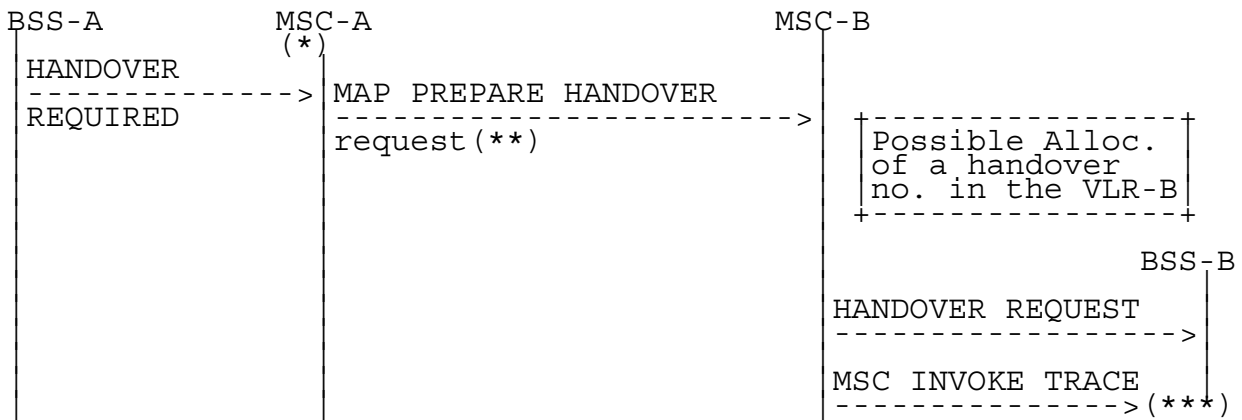 BSS-A MSC-A MSC-B
(*)
HANDOVER
REQUIRED
MAP PREPARE HANDOVER
request(**)
Possible Alloc.
of a handover
no. in the VLR-B
BSS-B
HANDOVER REQUEST
MSC INVOKE TRACE
(***)